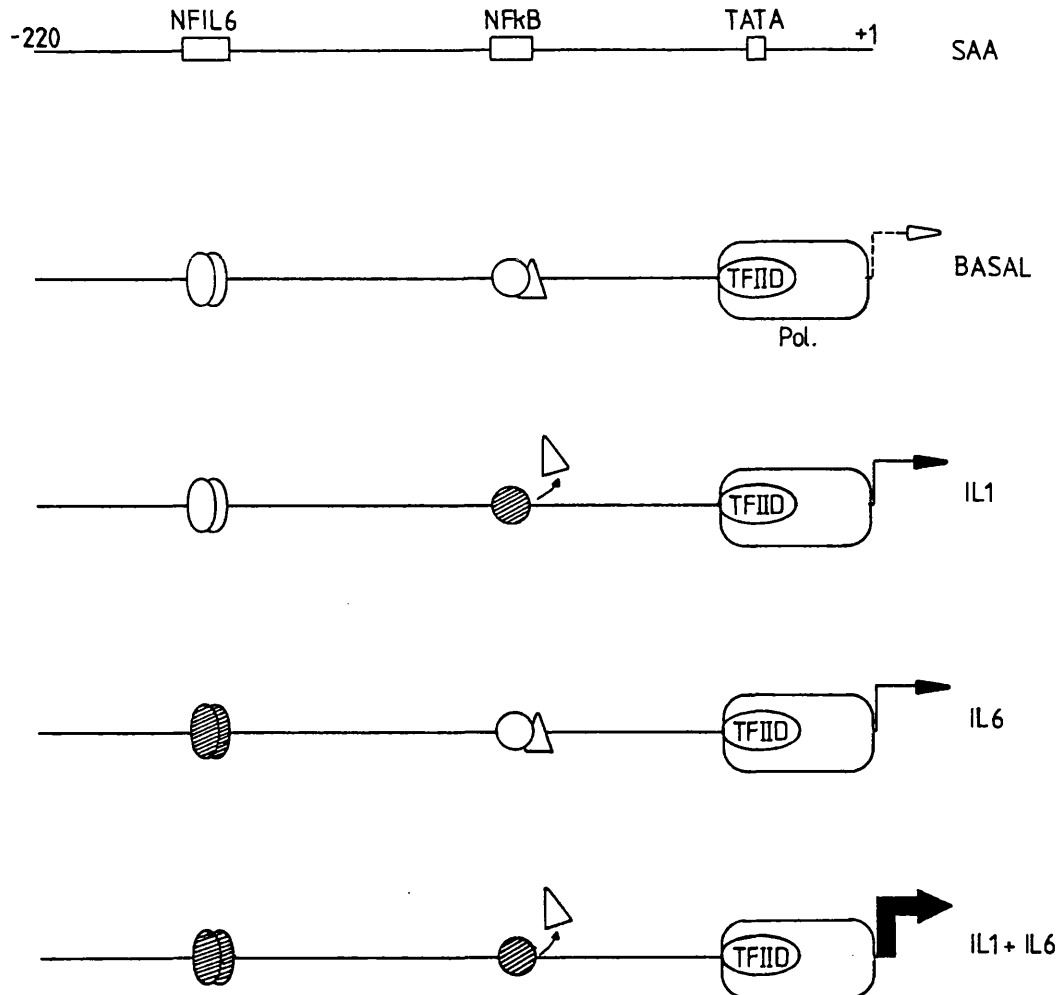 NFIL6 NFkB TATA
-220 +1 SAA
TFIID BASAL
Pol.
TFIID IL1
TFIID IL6
TFIID IL1 + IL6